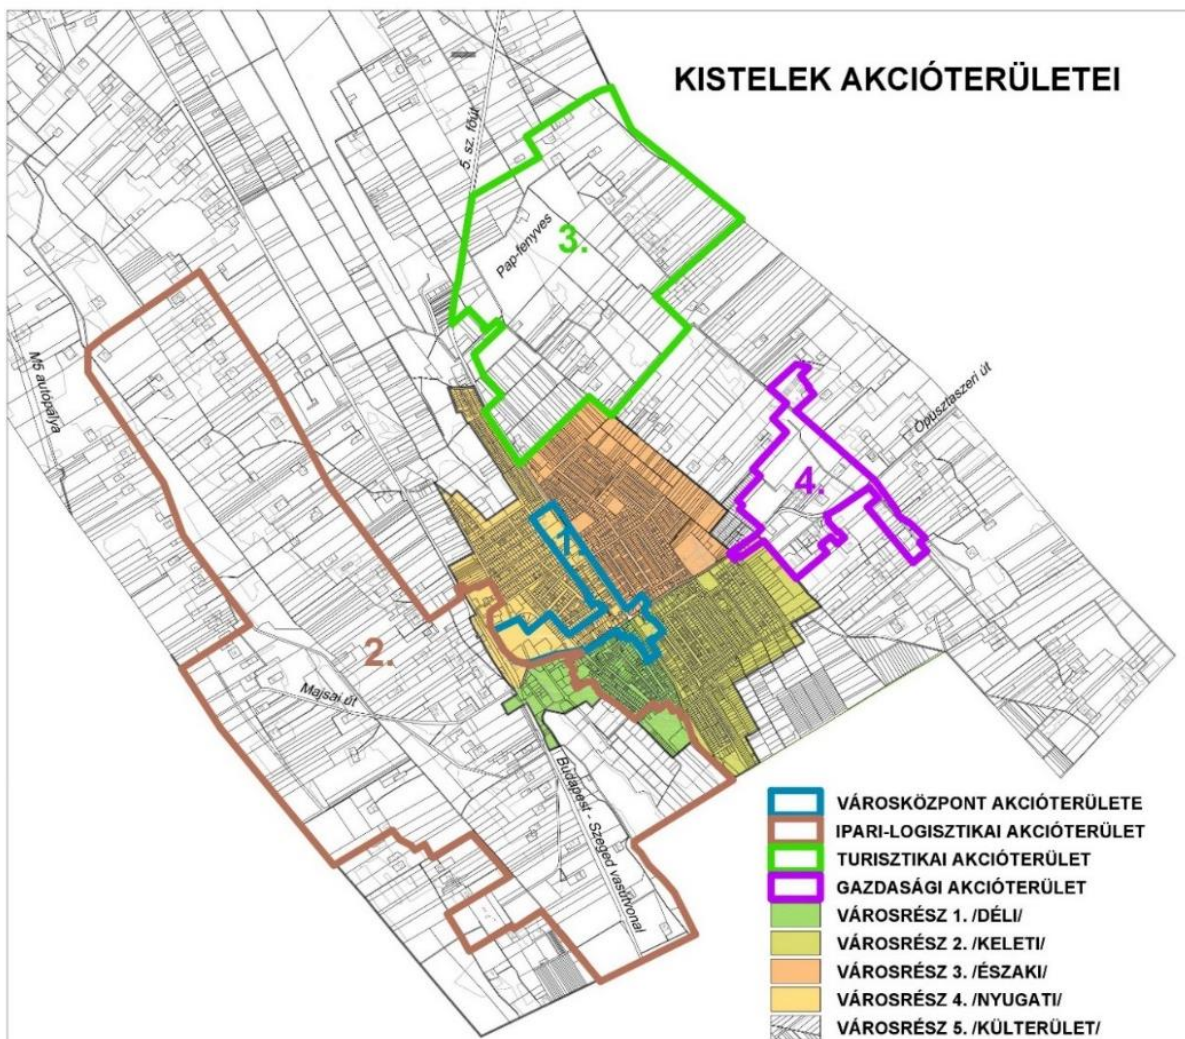 KISTELEK AKCIÓTERÜLETEI
5. sz. főút
Pap-fenyves
3.
M5 autópálya
Ópusztaszeri út
4.
1.
2.
Majsai út
Budapest - Szeged vasútvonal
VÁROSKÖZPONT AKCIÓTERÜLETE
IPARI-LOGISZTIKAI AKCIÓTERÜLET
TURISZTIKAI AKCIÓTERÜLET
GAZDASÁGI AKCIÓTERÜLET
VÁROSRÉSZ 1. /DÉLI/
VÁROSRÉSZ 2. /KELETI/
VÁROSRÉSZ 3. /ÉSZAKI/
VÁROSRÉSZ 4. /NYUGATI/
VÁROSRÉSZ 5. /KÜLTERÜLET/